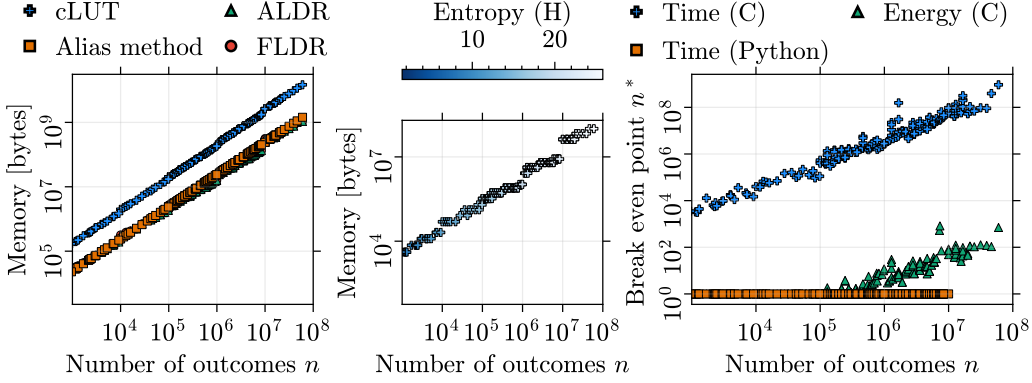 cLUT
ALDR
Alias method
FLDR
Memory [bytes]
10^9
10^7
10^5
10^4
10^5
10^6
10^7
10^8
Number of outcomes n
Entropy (H)
10
20
Memory [bytes]
10^7
10^4
10^4
10^5
10^6
10^7
10^8
Number of outcomes n
Time (C)
Energy (C)
Time (Python)
Break even point n*
10^8
10^6
10^4
10^2
10^0
10^4
10^5
10^6
10^7
10^8
Number of outcomes n